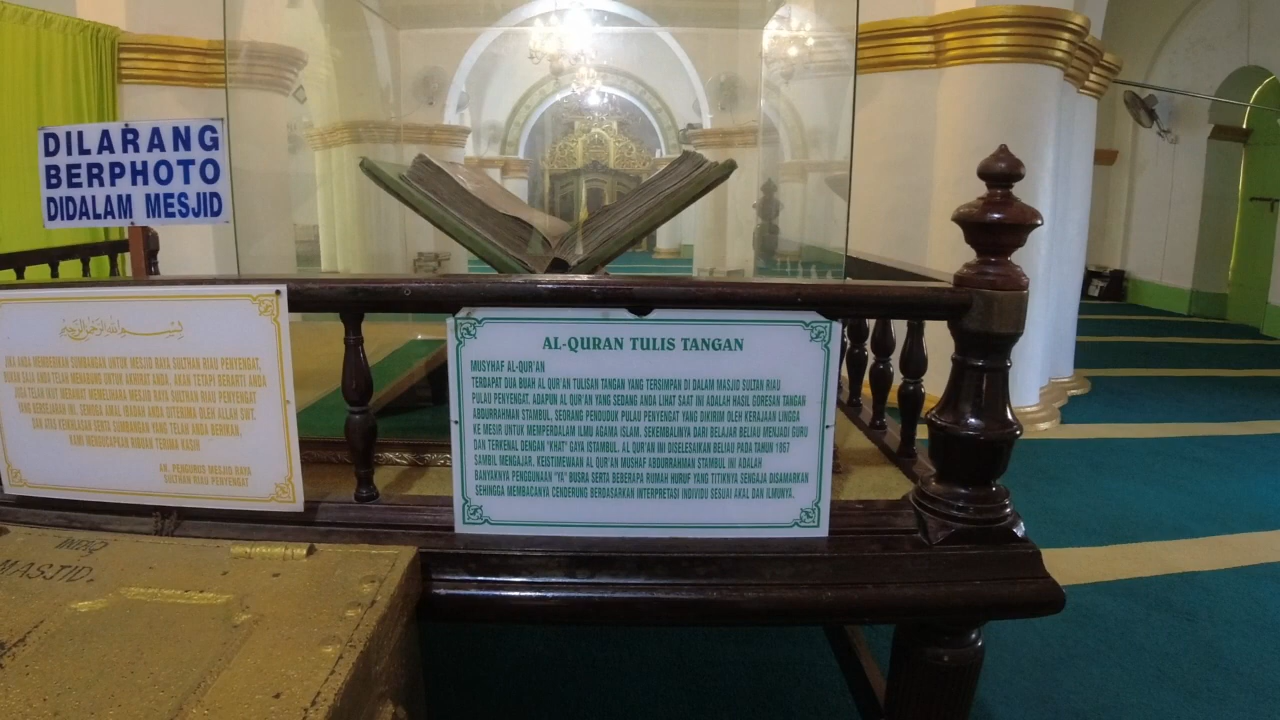 DILARANG
BERPHOTO
DIDALAM MESJID
بسم الله الرحمن الرحيم
JIKA ANDA MEMBERIKAN SUMBANGAN UNTUK MESJID RAYA SULTHAN RIAU PENYENGAT,
BUKAN SAJA ANDA TELAH MENABUNG UNTUK AKHIRAT ANDA, AKAN TETAPI BERARTI ANDA
JUGA TELAH IKUT MERAWAT MEMELIHARA MESJID RAYA SULTHAN RIAU PENYENGAT
YANG BERSEJARAH INI. SEMOGA AMAL IBADAH ANDA DITERIMA OLEH ALLAH SWT.
DAN ATAS KEIKHLASAN SERTA SUMBANGAN YANG TELAH ANDA BERIKAN,
KAMI MENGUCAPKAN RIBUAN TERIMA KASIH
AN. PENGURUS MESJID RAYA
SULTHAN RIAU PENYENGAT
AL-QURAN TULIS TANGAN
MUSYHAF AL-QUR'AN
TERDAPAT DUA BUAH AL QUR'AN TULISAN TANGAN YANG TERSIMPAN DI DALAM MASJID SULTAN RIAU
PULAU PENYENGAT. ADAPUN AL QUR'AN YANG SEDANG ANDA LIHAT SAAT INI ADALAH HASIL GORESAN TANGAN
ABDURRAHMAN STAMBUL, SEORANG PENDUDUK PULAU PENYENGAT YANG DIKIRIM OLEH KERAJAAN LINGGA
KE MESIR UNTUK MEMPERDALAM ILMU AGAMA ISLAM. SEKEMBALINYA DARI BELAJAR BELIAU MENJADI GURU
DAN TERKENAL DENGAN "KHAT" GAYA ISTAMBUL. AL QUR'AN INI DISELESAIKAN BELIAU PADA TAHUN 1867
SAMBIL MENGAJAR. KEISTIMEWAAN AL QUR'AN MUSHAF ABDURRAHMAN STAMBUL INI ADALAH
BANYAKNYA PENGGUNAAN "YA" BUSRA SERTA BEBERAPA RUMAH HURUF YANG TITIKNYA SENGAJA DISAMARKAN
SEHINGGA MEMBACANYA CENDERUNG BERDASARKAN INTERPRETASI INDIVIDU SESUAI AKAL DAN ILMUNYA.
INFAQ
MASJID.